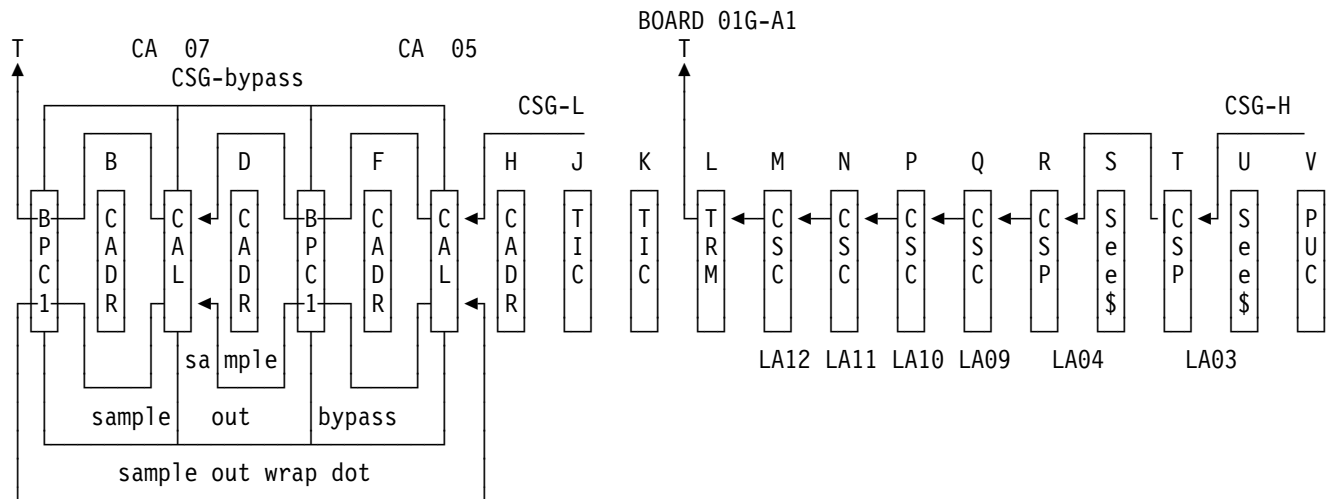 BOARD 01G-A1
T CA 07 CA 05 T
CSG-bypass
CSG-L CSG-H
B D F H J K L M N P Q R S T U V
BPC1 CADR CAL CADR BPC1 CADR CAL CADR TIC TIC TRM CSC CSC CSC CSC CSP See$ CSP See$ PUC
sa mple LA12 LA11 LA10 LA09 LA04 LA03
sample out bypass
sample out wrap dot